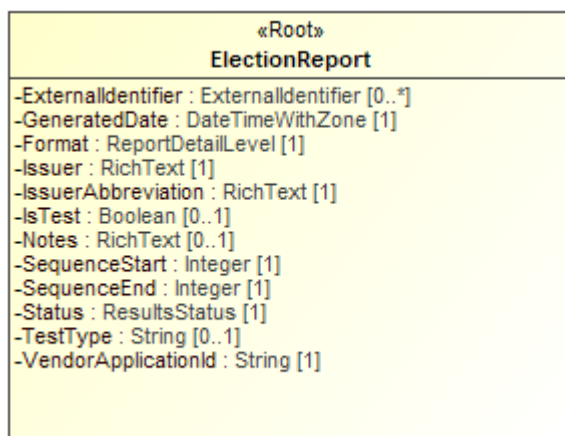 «Root»
ElectionReport
-ExternalIdentifier : ExternalIdentifier [0..*]
-GeneratedDate : DateTimeWithZone [1]
-Format : ReportDetailLevel [1]
-Issuer : RichText [1]
-IssuerAbbreviation : RichText [1]
-IsTest : Boolean [0..1]
-Notes : RichText [0..1]
-SequenceStart : Integer [1]
-SequenceEnd : Integer [1]
-Status : ResultsStatus [1]
-TestType : String [0..1]
-VendorApplicationId : String [1]